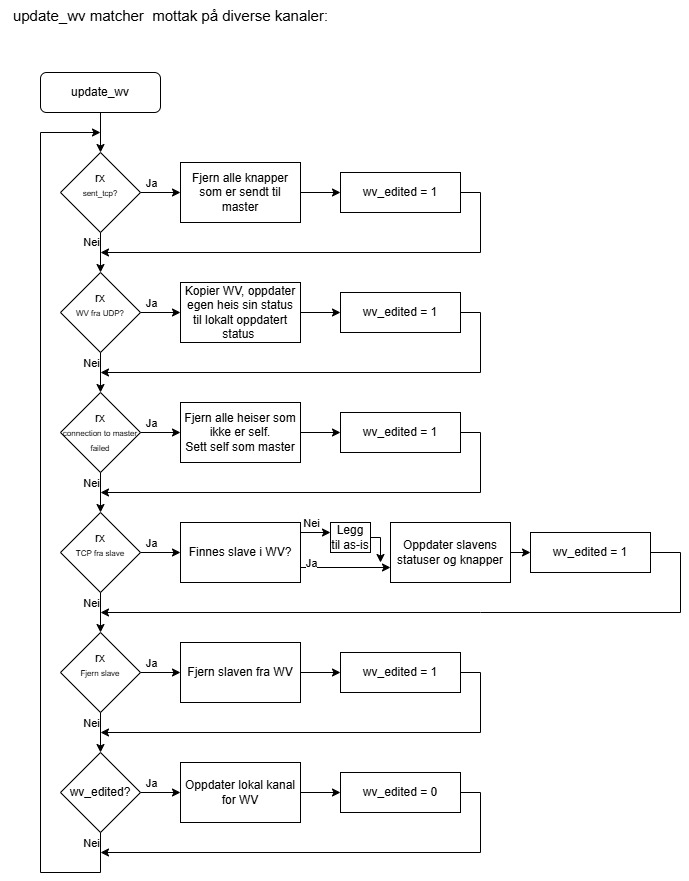 update_wv matcher mottak på diverse kanaler:
update_wv
rx
sent_tcp?
Ja
Fjern alle knapper
som er sendt til
master
wv_edited = 1
Nei
rx
WV fra UDP?
Ja
Kopier WV, oppdater
egen heis sin status
til lokalt oppdatert
status
wv_edited = 1
Nei
rx
connection to master
failed
Ja
Fjern alle heiser som
ikke er self.
Sett self som master
wv_edited = 1
Nei
rx
TCP fra slave
Ja
Finnes slave i WV?
Nei
Legg
til as-is
Ja
Oppdater slavens
statuser og knapper
wv_edited = 1
Nei
rx
Fjern slave
Ja
Fjern slaven fra WV
wv_edited = 1
Nei
wv_edited?
Ja
Oppdater lokal kanal
for WV
wv_edited = 0
Nei